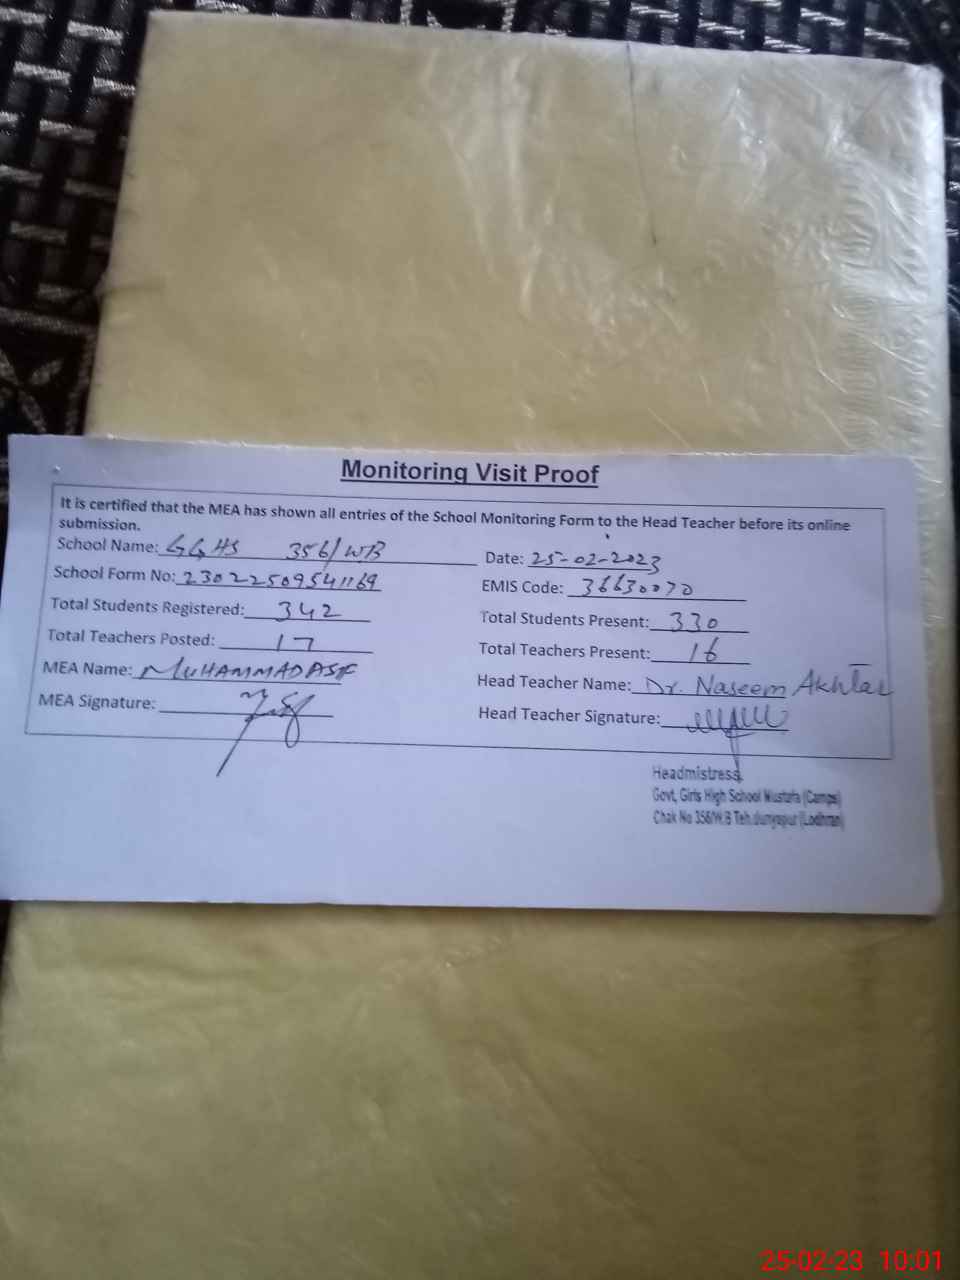 Monitoring Visit Proof
It is certified that the MEA has shown all entries of the School Monitoring Form to the Head Teacher before its online
submission.
School Name: GGHS 356/WB
Date: 25-02-2023
School Form No: 23022509541169
EMIS Code: 36630070
Total Students Registered: 342
Total Students Present: 330
Total Teachers Posted: 17
Total Teachers Present: 16
MEA Name: MUHAMMAD ASIF
Head Teacher Name: Dr. Naseem Akhtar
MEA Signature:
Head Teacher Signature:
Headmistress
Govt, Girls High School Mustafa (Camps)
Chak No 356/W.B Teh.dunyapur (Lodhran)
25-02-23 10:01